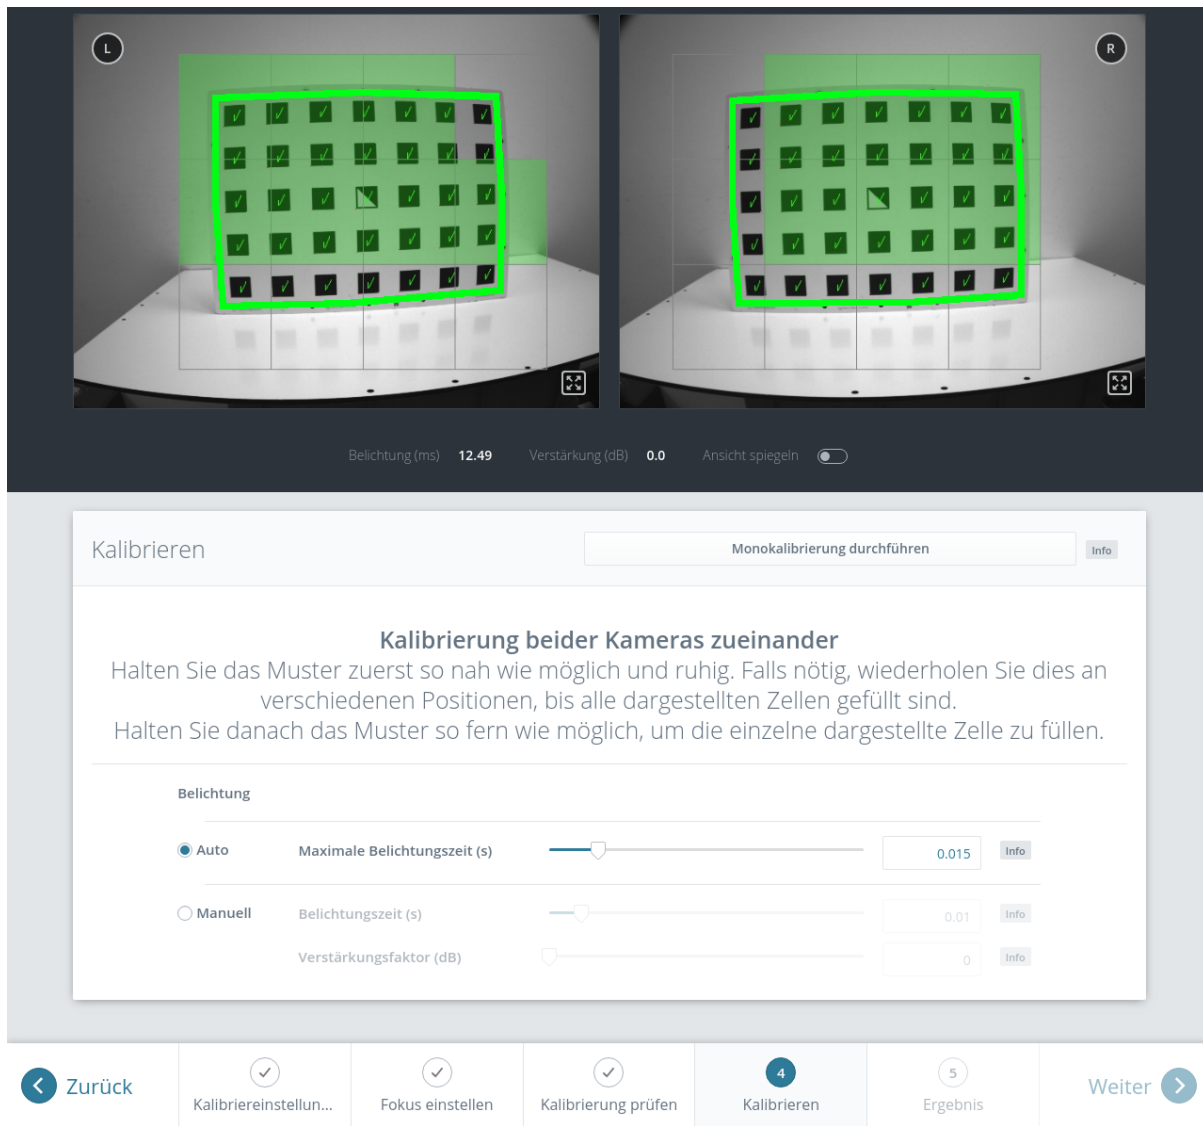 L
R
Belichtung (ms) 12.49 Verstärkung (dB) 0.0 Ansicht spiegeln
Kalibrieren
Monokalibrierung durchführen
Info
Kalibrierung beider Kameras zueinander
Halten Sie das Muster zuerst so nah wie möglich und ruhig. Falls nötig, wiederholen Sie dies an
verschiedenen Positionen, bis alle dargestellten Zellen gefüllt sind.
Halten Sie danach das Muster so fern wie möglich, um die einzelne dargestellte Zelle zu füllen.
Belichtung
Auto Maximale Belichtungszeit (s) 0.015 Info
Manuell Belichtungszeit (s) 0.01 Info
Verstärkungsfaktor (dB) 0 Info
Zurück
Kalibriereinstellun...
Fokus einstellen
Kalibrierung prüfen
4
Kalibrieren
5
Ergebnis
Weiter